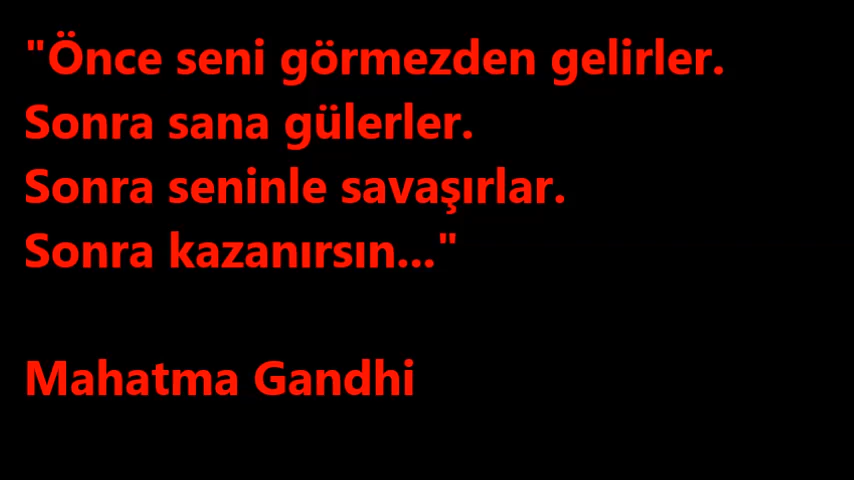 "Önce seni görmezden gelirler.
Sonra sana gülerler.
Sonra seninle savaşırlar.
Sonra kazanırsın..."
Mahatma Gandhi